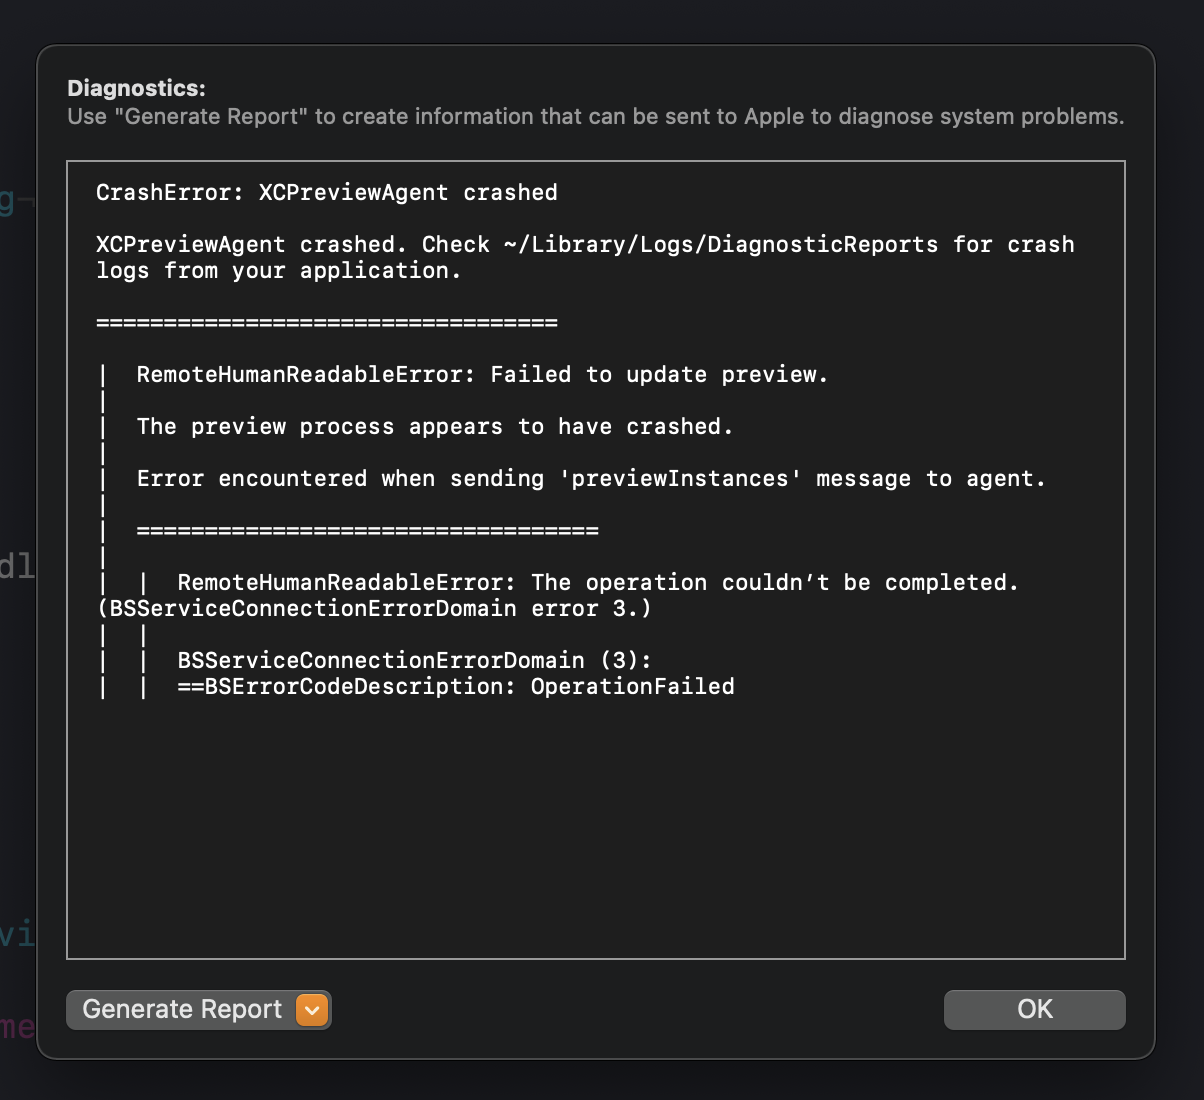 Diagnostics:
Use "Generate Report" to create information that can be sent to Apple to diagnose system problems.
g¬
CrashError: XCPreviewAgent crashed
XCPreviewAgent crashed. Check ~/Library/Logs/DiagnosticReports for crash
logs from your application.
==================================
| RemoteHumanReadableError: Failed to update preview.
|
| The preview process appears to have crashed.
|
| Error encountered when sending 'previewInstances' message to agent.
|
| ==================================
|
dl
| | RemoteHumanReadableError: The operation couldn’t be completed.
(BSServiceConnectionErrorDomain error 3.)
| |
| | BSServiceConnectionErrorDomain (3):
| | ==BSErrorCodeDescription: OperationFailed
vi
me
Generate Report
OK